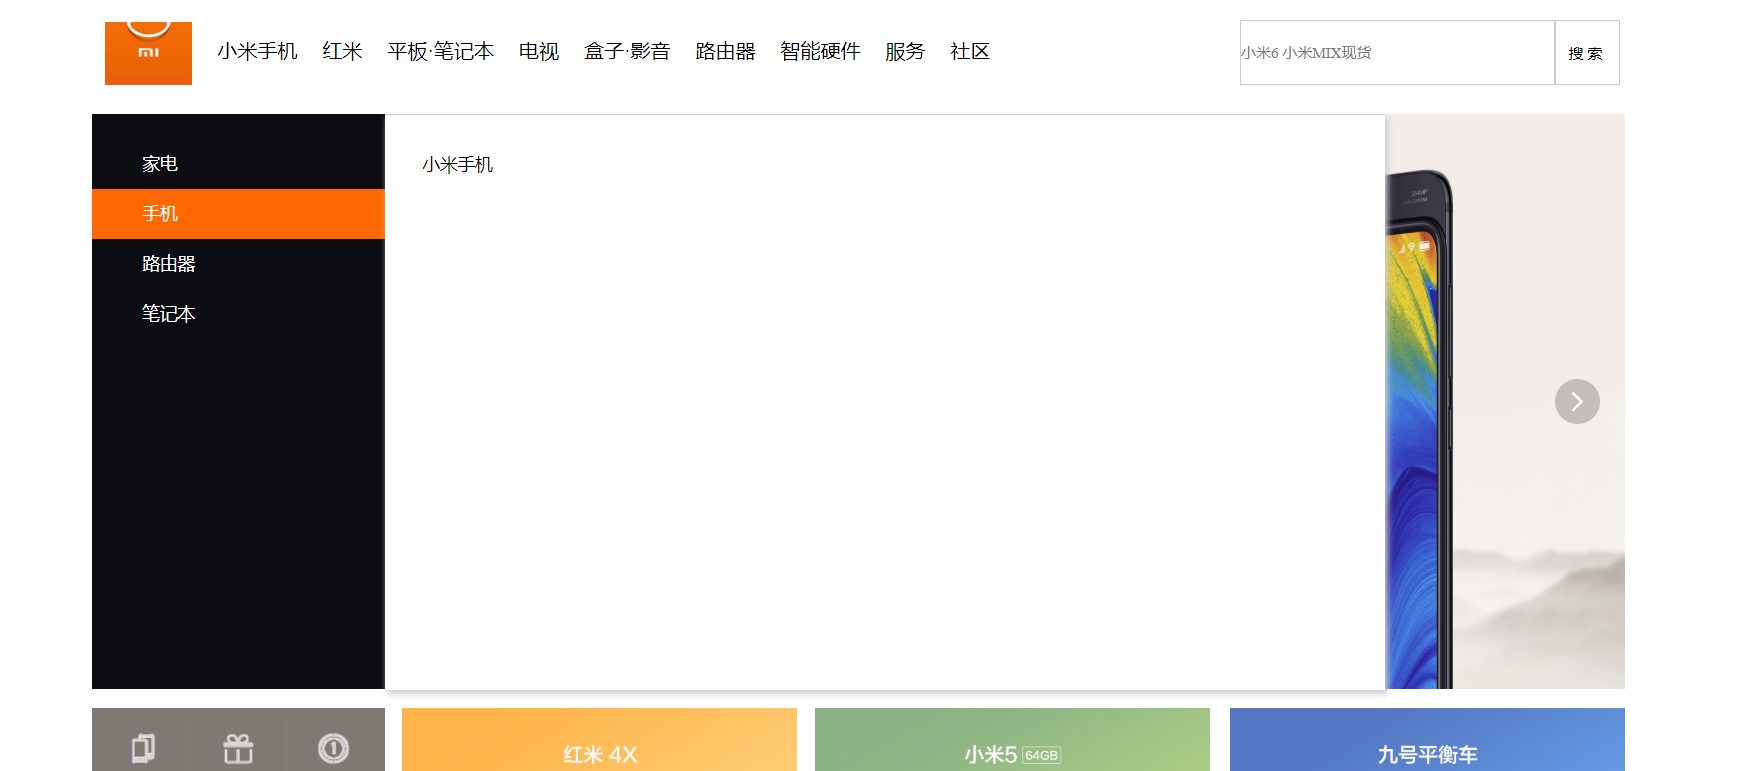 mi
小米手机 红米 平板·笔记本 电视 盒子·影音 路由器 智能硬件 服务 社区
小米6 小米MIX现货
搜 索
家电
手机
路由器
笔记本
小米手机
红米 4X
小米5 64GB
九号平衡车